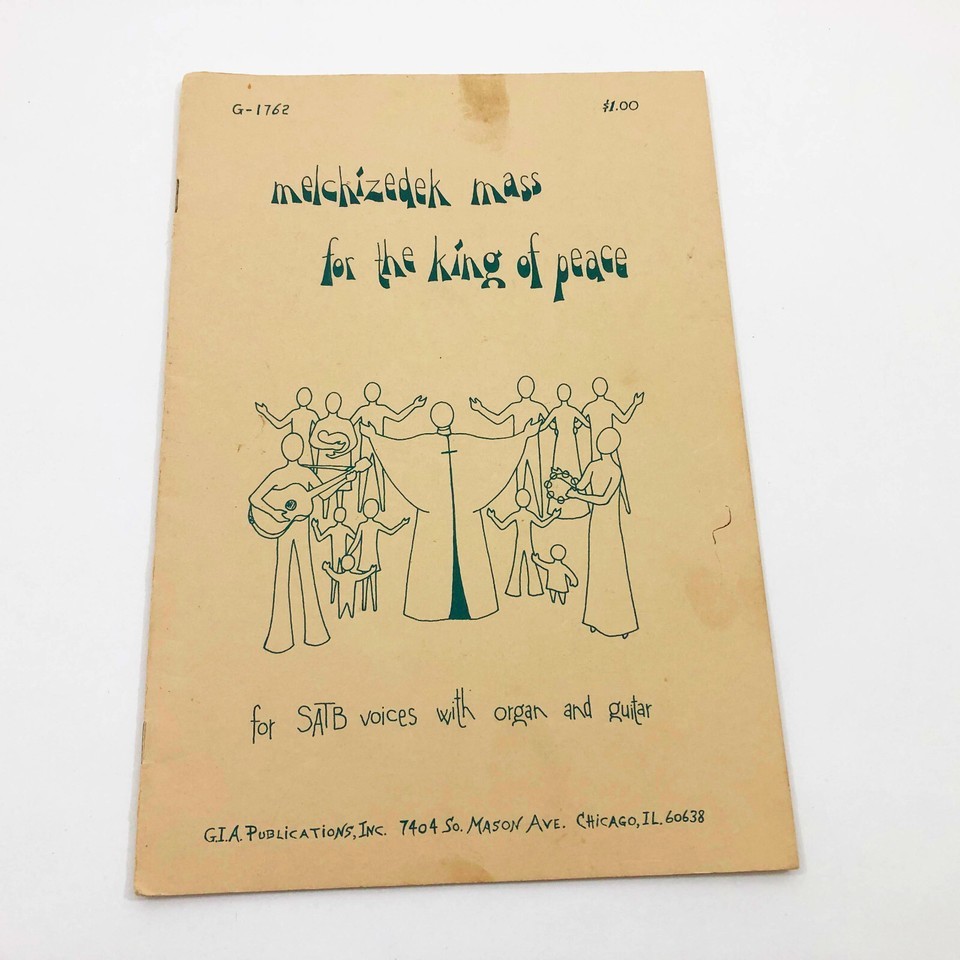 G-1762 $1.00
melchizedek mass
for the king of peace
for SATB voices with organ and guitar
G.I.A. PUBLICATIONS, INC. 7404 SO. MASON AVE. CHICAGO, IL. 60638